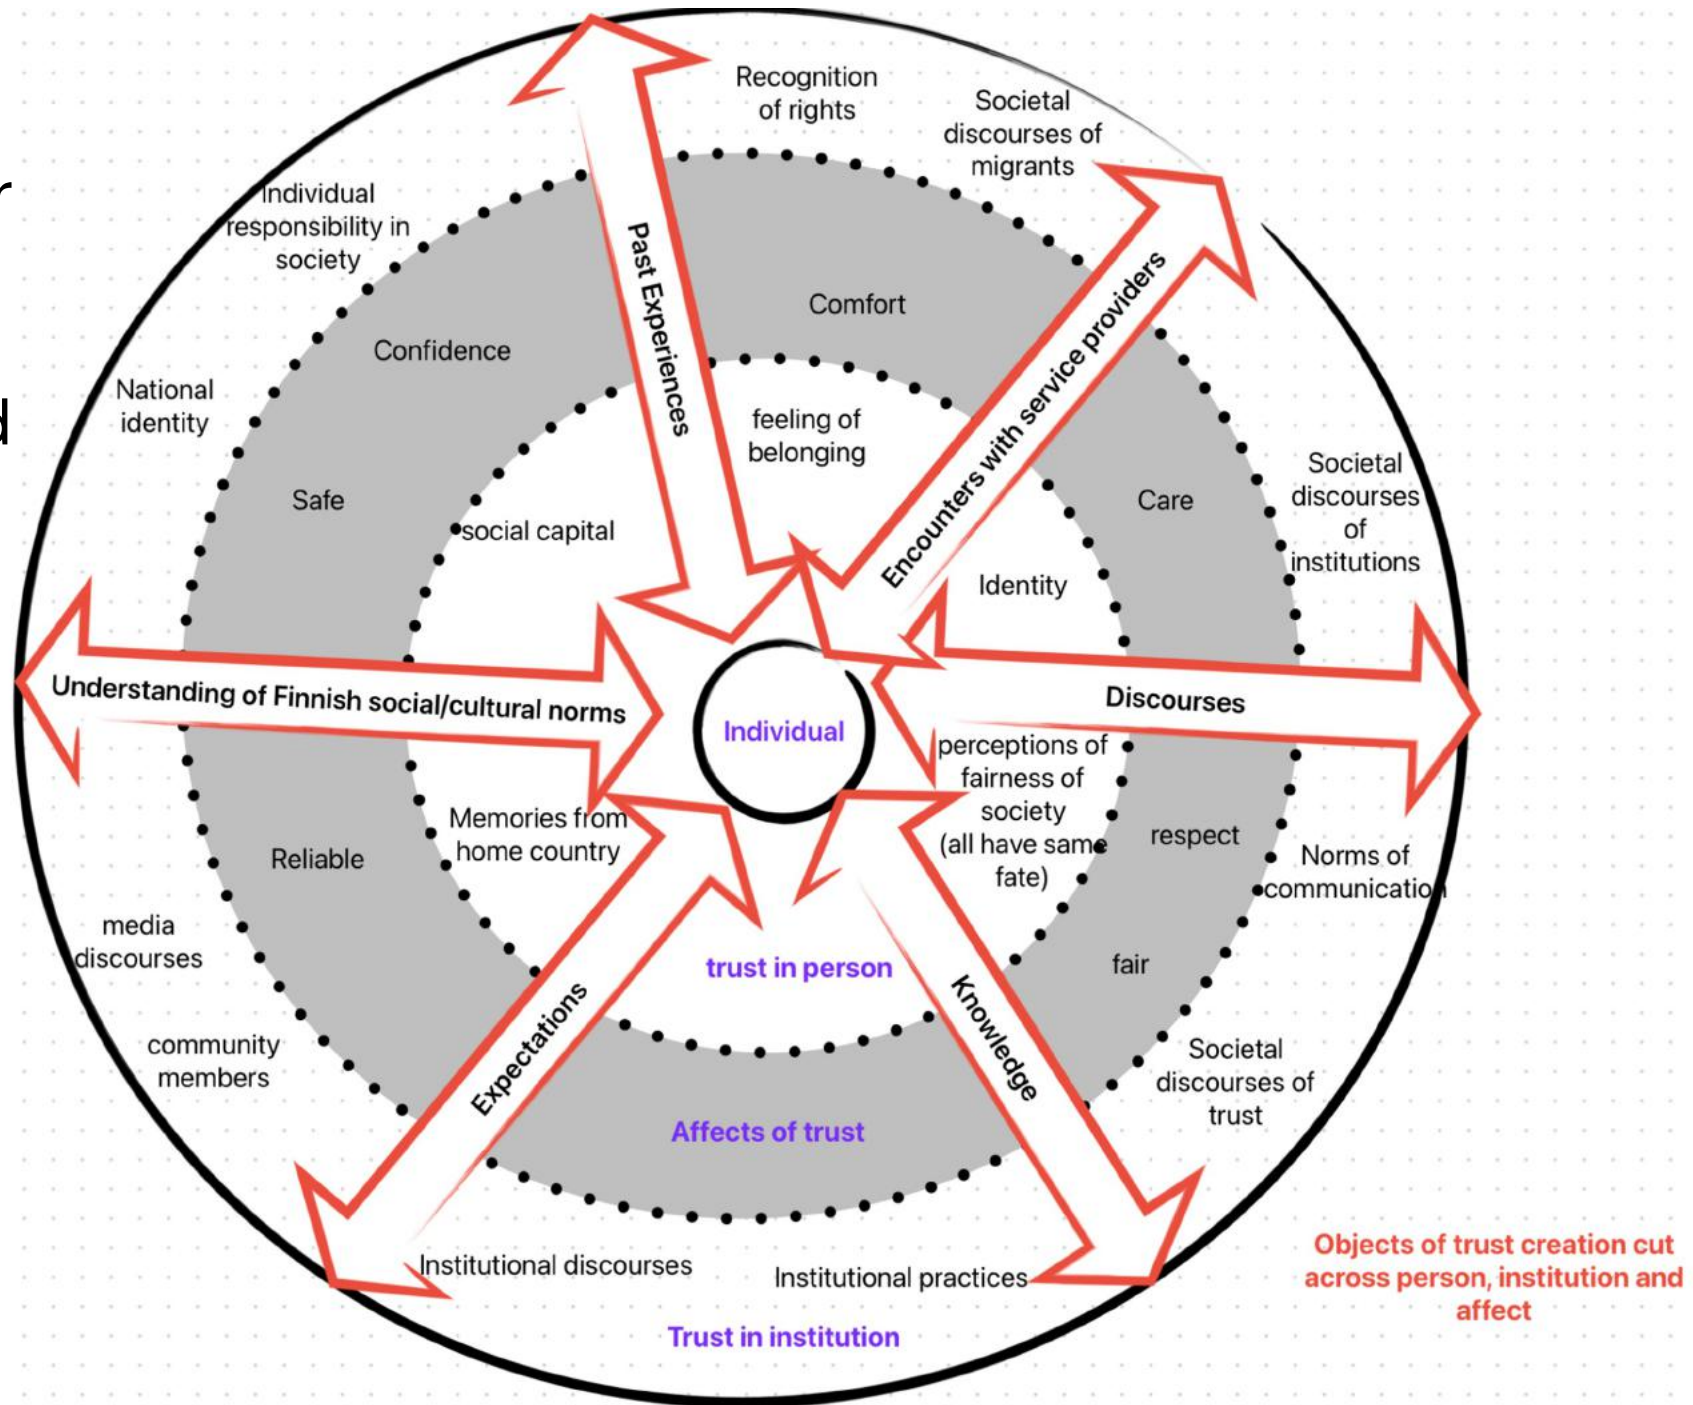 r
d
Recognition
of rights
Societal
discourses of
migrants
Individual
responsibility in
society
Past Experiences
Encounters with service providers
Comfort
Confidence
National
identity
feeling of
belonging
Societal
discourses
of
institutions
Safe
Care
social capital
Identity
Understanding of Finnish social/cultural norms
Discourses
Individual
perceptions of
fairness of
society
(all have same
fate)
Memories from
home country
Reliable
respect
Norms of
communication
media
discourses
trust in person
fair
Expectations
Knowledge
community
members
Societal
discourses of
trust
Affects of trust
Institutional discourses
Institutional practices
Trust in institution
Objects of trust creation cut
across person, institution and
affect